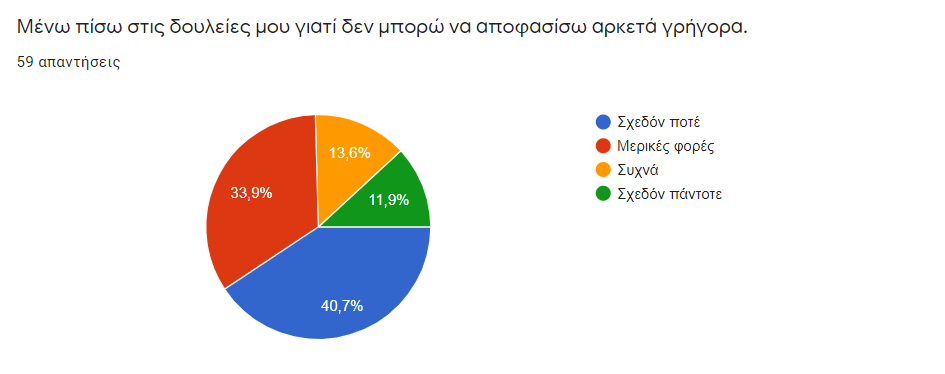 Μένω πίσω στις δουλείες μου γιατί δεν μπορώ να αποφασίσω αρκετά γρήγορα.
59 απαντήσεις
Σχεδόν ποτέ
Μερικές φορές
Συχνά
Σχεδόν πάντοτε
13,6%
11,9%
33,9%
40,7%